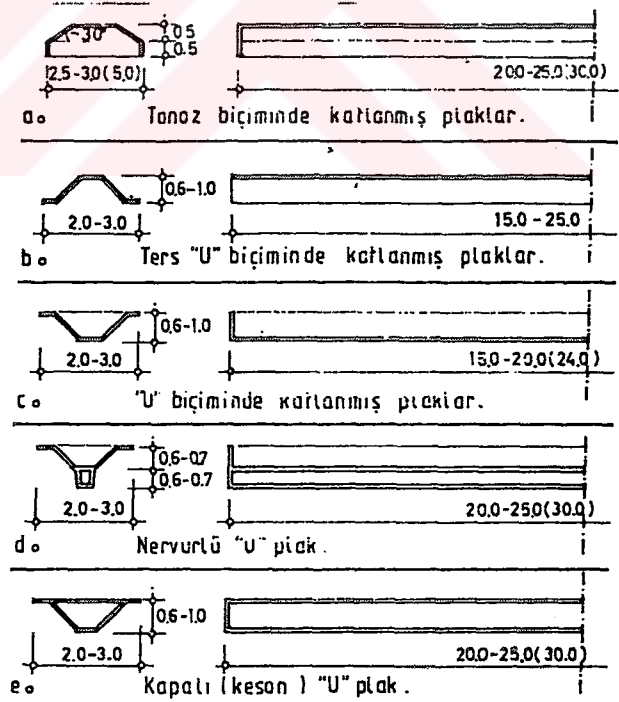 ~30° 0.5
0.5
2.5-3.0(5.0) 20.0-25.0(30.0)
a. Tonoz biçiminde katlanmış plaklar.
0.6-1.0
2.0-3.0 15.0-25.0
b. Ters "U" biçiminde katlanmış plaklar.
0.6-1.0
2.0-3.0 15.0-20.0(24.0)
c. "U" biçiminde katlanmış plaklar.
0.6-0.7
0.6-0.7
2.0-3.0 20.0-25.0(30.0)
d. Nervürlü "U" plak.
0.6-1.0
2.0-3.0 20.0-25.0(30.0)
e. Kapalı (keson) "U" plak.